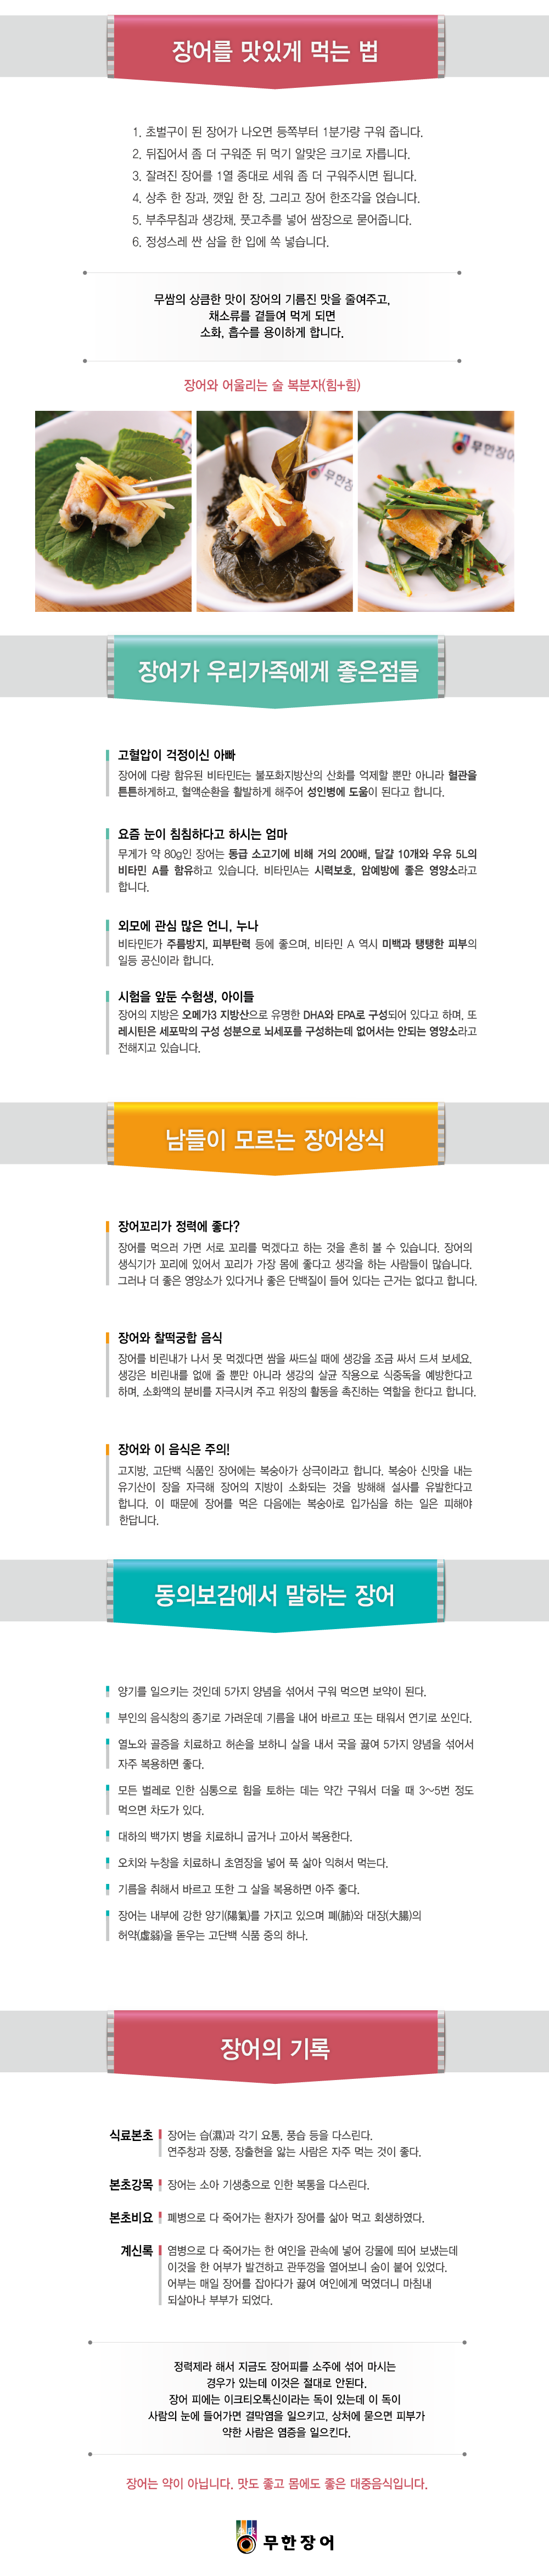 장어를 맛있게 먹는 법
1. 초벌구이 된 장어가 나오면 등쪽부터 1분가량 구워 줍니다.
2. 뒤집어서 좀 더 구워준 뒤 먹기 알맞은 크기로 자릅니다.
3. 잘려진 장어를 1열 종대로 세워 좀 더 구워주시면 됩니다.
4. 상추 한 장과, 깻잎 한 장, 그리고 장어 한조각을 얹습니다.
5. 부추무침과 생강채, 풋고추를 넣어 쌈장으로 묻어줍니다.
6. 정성스레 싼 삼을 한 입에 쏙 넣습니다.
무쌈의 상큼한 맛이 장어의 기름진 맛을 줄여주고,
채소류를 곁들여 먹게 되면
소화, 흡수를 용이하게 합니다.
장어와 어울리는 술 복분자(힘+힘)
무한장
무한장어
장어가 우리가족에게 좋은점들
고혈압이 걱정이신 아빠
장어에 다량 함유된 비타민E는 불포화지방산의 산화를 억제할 뿐만 아니라 혈관을
튼튼하게하고, 혈액순환을 활발하게 해주어 성인병에 도움이 된다고 합니다.
요즘 눈이 침침하다고 하시는 엄마
무게가 약 80g인 장어는 동급 소고기에 비해 거의 200배, 달걀 10개와 우유 5L의
비타민 A를 함유하고 있습니다. 비타민A는 시력보호, 암예방에 좋은 영양소라고
합니다.
외모에 관심 많은 언니, 누나
비타민E가 주름방지, 피부탄력 등에 좋으며, 비타민 A 역시 미백과 탱탱한 피부의
일등 공신이라 합니다.
시험을 앞둔 수험생, 아이들
장어의 지방은 오메가3 지방산으로 유명한 DHA와 EPA로 구성되어 있다고 하며, 또
레시틴은 세포막의 구성 성분으로 뇌세포를 구성하는데 없어서는 안되는 영양소라고
전해지고 있습니다.
남들이 모르는 장어상식
장어꼬리가 정력에 좋다?
장어를 먹으러 가면 서로 꼬리를 먹겠다고 하는 것을 흔히 볼 수 있습니다. 장어의
생식기가 꼬리에 있어서 꼬리가 가장 몸에 좋다고 생각을 하는 사람들이 많습니다.
그러나 더 좋은 영양소가 있다거나 좋은 단백질이 들어 있다는 근거는 없다고 합니다.
장어와 찰떡궁합 음식
장어를 비린내가 나서 못 먹겠다면 쌈을 싸드실 때에 생강을 조금 싸서 드셔 보세요.
생강은 비린내를 없애 줄 뿐만 아니라 생강의 살균 작용으로 식중독을 예방한다고
하며, 소화액의 분비를 자극시켜 주고 위장의 활동을 촉진하는 역할을 한다고 합니다.
장어와 이 음식은 주의!
고지방, 고단백 식품인 장어에는 복숭아가 상극이라고 합니다. 복숭아 신맛을 내는
유기산이 장을 자극해 장어의 지방이 소화되는 것을 방해해 설사를 유발한다고
합니다. 이 때문에 장어를 먹은 다음에는 복숭아로 입가심을 하는 일은 피해야
한답니다.
동의보감에서 말하는 장어
양기를 일으키는 것인데 5가지 양념을 섞어서 구워 먹으면 보약이 된다.
부인의 음식창의 종기로 가려운데 기름을 내어 바르고 또는 태워서 연기로 쏘인다.
열노와 골증을 치료하고 허손을 보하니 살을 내서 국을 끓여 5가지 양념을 섞어서
자주 복용하면 좋다.
모든 벌레로 인한 심통으로 힘을 토하는 데는 약간 구워서 더울 때 3~5번 정도
먹으면 차도가 있다.
대하의 백가지 병을 치료하니 굽거나 고아서 복용한다.
오치와 누창을 치료하니 초염장을 넣어 푹 삶아 익혀서 먹는다.
기름을 취해서 바르고 또한 그 살을 복용하면 아주 좋다.
장어는 내부에 강한 양기(陽氣)를 가지고 있으며 폐(肺)와 대장(大腸)의
허약(虛弱)을 돋우는 고단백 식품 중의 하나.
장어의 기록
식료본초 장어는 습(濕)과 각기 요통, 풍습 등을 다스린다.
연주창과 장풍, 장출현을 앓는 사람은 자주 먹는 것이 좋다.
본초강목 장어는 소아 기생충으로 인한 복통을 다스린다.
본초비요 폐병으로 다 죽어가는 환자가 장어를 삶아 먹고 회생하였다.
계신록 염병으로 다 죽어가는 한 여인을 관속에 넣어 강물에 띄어 보냈는데
이것을 한 어부가 발견하고 관뚜껑을 열어보니 숨이 붙어 있었다.
어부는 매일 장어를 잡아다가 끓여 여인에게 먹였더니 마침내
되살아나 부부가 되었다.
정력제라 해서 지금도 장어피를 소주에 섞어 마시는
경우가 있는데 이것은 절대로 안된다.
장어 피에는 이크티오톡신이라는 독이 있는데 이 독이
사람의 눈에 들어가면 결막염을 일으키고, 상처에 묻으면 피부가
약한 사람은 염증을 일으킨다.
장어는 약이 아닙니다. 맛도 좋고 몸에도 좋은 대중음식입니다.
무한장어